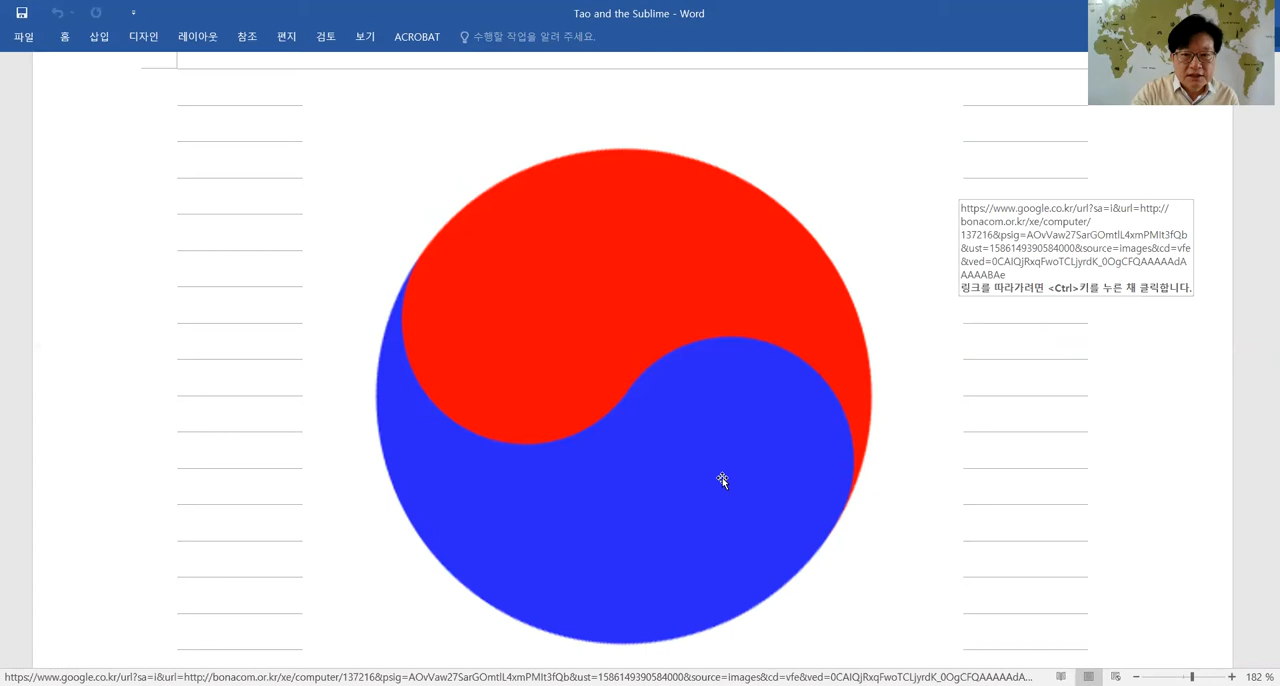 Tao and the Sublime - Word
파일 홈 삽입 디자인 레이아웃 참조 편지 검토 보기 ACROBAT 수행할 작업을 알려 주세요.
https://www.google.co.kr/url?sa=i&url=http://
bonacom.or.kr/xe/computer/
137216&psig=AOvVaw27SarGOmtlL4xmPMIt3fQb
&ust=1586149390584000&source=images&cd=vfe
&ved=0CAIQjRxqFwoTCLjyrdK_0OgCFQAAAAAdA
AAAABAe
링크를 따라가려면 <Ctrl>키를 누른 채 클릭합니다.
https://www.google.co.kr/url?sa=i&url=http://bonacom.or.kr/xe/computer/137216&psig=AOvVaw27SarGOmtlL4xmPMIt3fQb&ust=1586149390584000&source=images&cd=vfe&ved=0CAIQjRxqFwoTCLjyrdK_0OgCFQAAAAAdA... 182 %